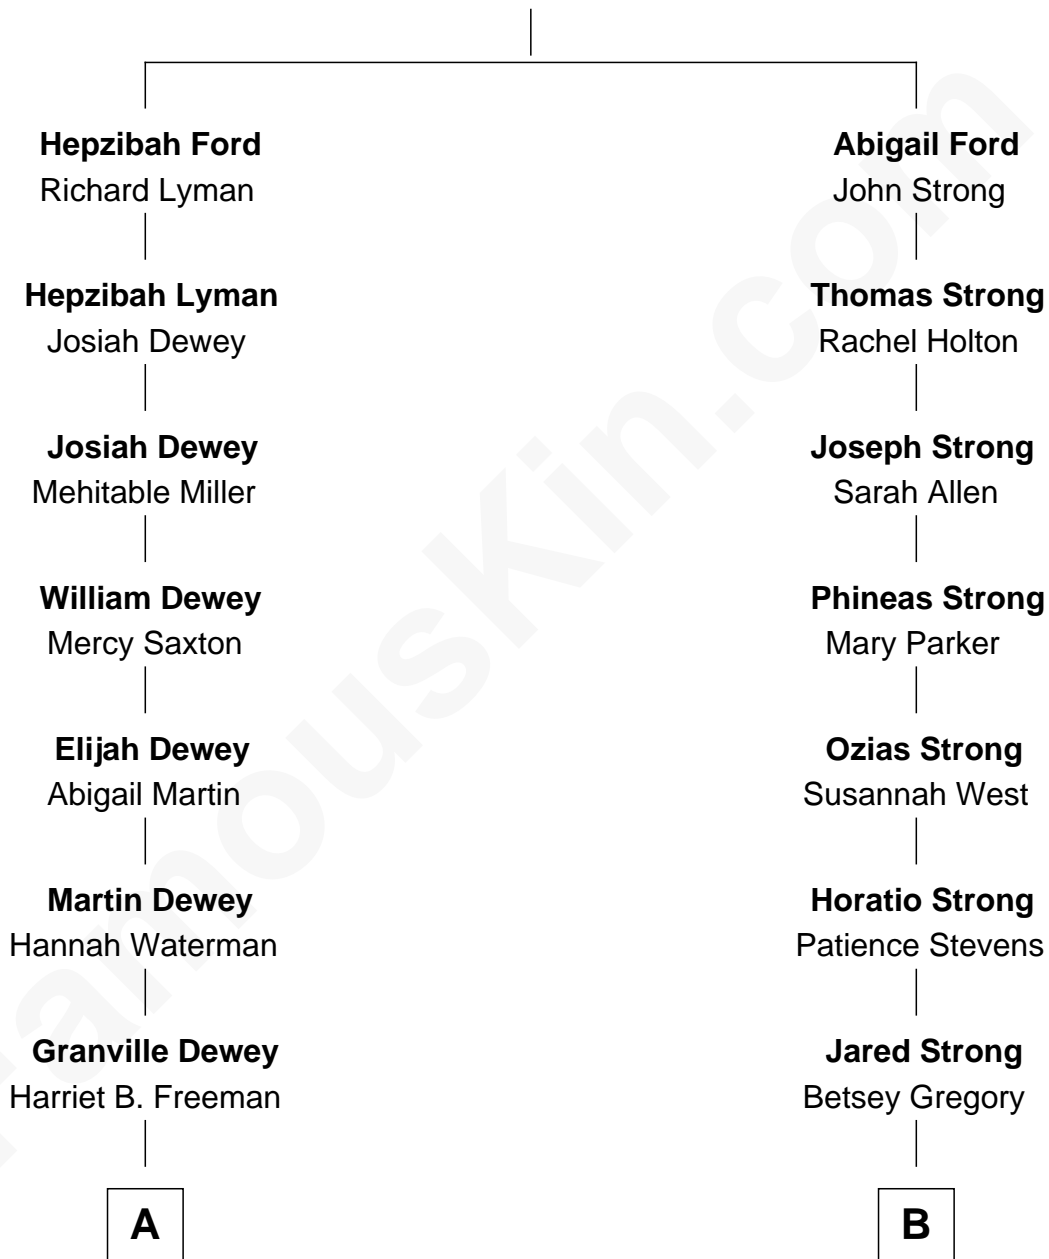 Hepzibah Ford
Richard Lyman
Hepzibah Lyman
Josiah Dewey
Josiah Dewey
Mehitable Miller
William Dewey
Mercy Saxton
Elijah Dewey
Abigail Martin
Martin Dewey
Hannah Waterman
Granville Dewey
Harriet B. Freeman
A
Abigail Ford
John Strong
Thomas Strong
Rachel Holton
Joseph Strong
Sarah Allen
Phineas Strong
Mary Parker
Ozias Strong
Susannah West
Horatio Strong
Patience Stevens
Jared Strong
Betsey Gregory
B
FamousKin.com